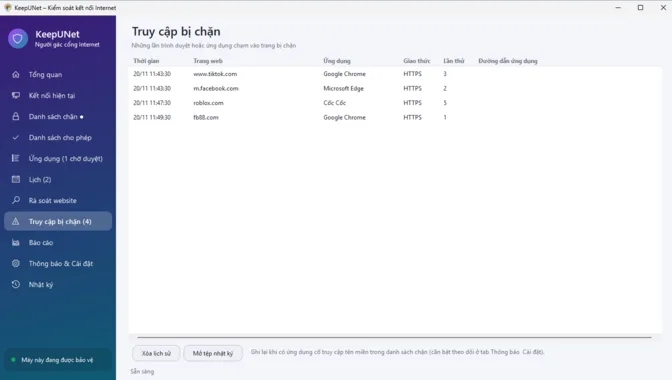 KeepUNet – Kiểm soát kết nối Internet
KeepUNet
Người gác cổng Internet
Tổng quan
Kết nối hiện tại
Danh sách chặn
Danh sách cho phép
Ứng dụng (1 chờ duyệt)
Lịch (2)
Rà soát website
Truy cập bị chặn (4)
Báo cáo
Thông báo & Cài đặt
Nhật ký
Máy này đang được bảo vệ
Truy cập bị chặn
Những lần trình duyệt hoặc ứng dụng chạm vào trang bị chặn
Thời gian Trang web Ứng dụng Giao thức Lần thử Đường dẫn ứng dụng
20/11 11:43:30 www.tiktok.com Google Chrome HTTPS 3
20/11 11:43:30 m.facebook.com Microsoft Edge HTTPS 2
20/11 11:47:30 roblox.com Cốc Cốc HTTPS 5
20/11 11:49:30 fb88.com Google Chrome HTTPS 1
Xóa lịch sử Mở tệp nhật ký Ghi lại khi có ứng dụng cố truy cập tên miền trong danh sách chặn (cần bật theo dõi ở tab Thông báo. Cài đặt).
Sẵn sàng